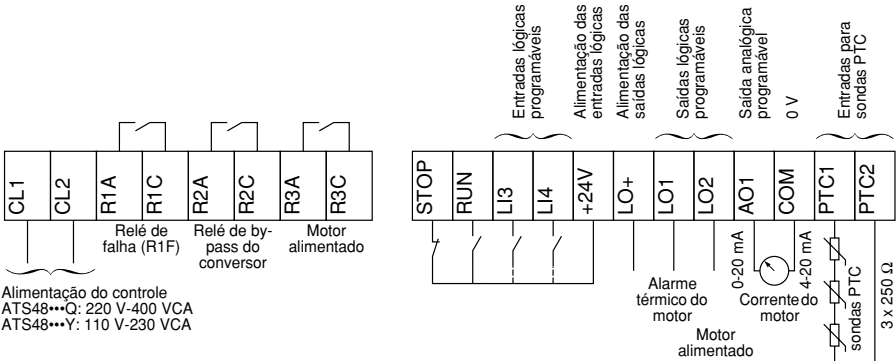 Entradas lógicas
programáveis
Alimentação das
entradas lógicas
Alimentação das
saídas lógicas
Saídas lógicas
programáveis
Saída analógica
programável
0 V
Entradas para
sondas PTC
CL1
CL2
R1A
R1C
R2A
R2C
R3A
R3C
STOP
RUN
LI3
LI4
+24V
LO+
LO1
LO2
AO1
COM
PTC1
PTC2
Relé de
falha (R1F)
Relé de by-
pass do
conversor
Motor
alimentado
Alimentação do controle
ATS48•••Q: 220 V-400 VCA
ATS48•••Y: 110 V-230 VCA
Alarme
térmico do
motor
Motor
alimentado
0-20 mA
4-20 mA
Corrente do
motor
sondas PTC
3 x 250 Ω